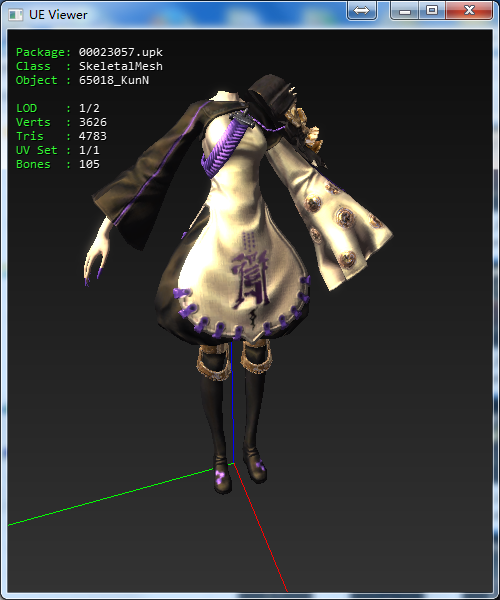 UE Viewer
Package: 00023057.upk
Class : SkeletalMesh
Object : 65018_KunN
LOD : 1/2
Verts : 3626
Tris : 4783
UV Set : 1/1
Bones : 105